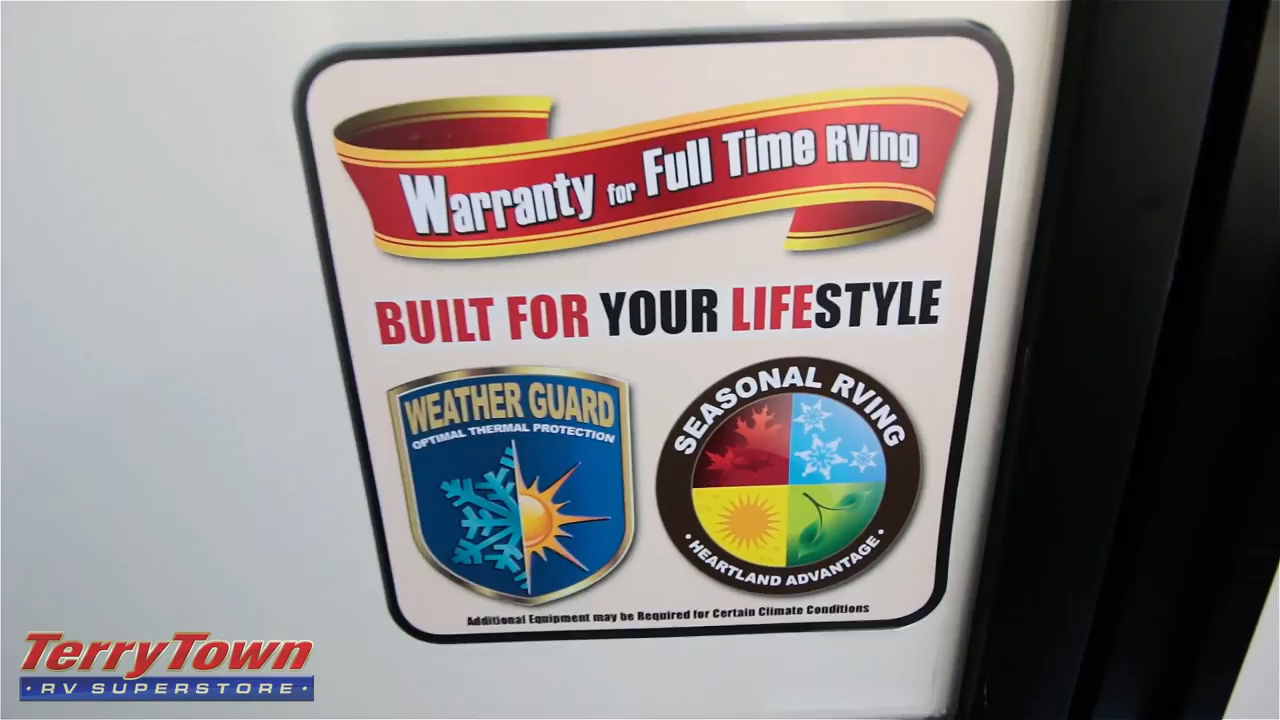 Warranty for Full Time RVing
BUILT FOR YOUR LIFESTYLE
WEATHER GUARD
OPTIMAL THERMAL PROTECTION
SEASONAL RVING
• HEARTLAND ADVANTAGE •
Additional Equipment may be Required for Certain Climate Conditions
TerryTown
• RV SUPERSTORE •